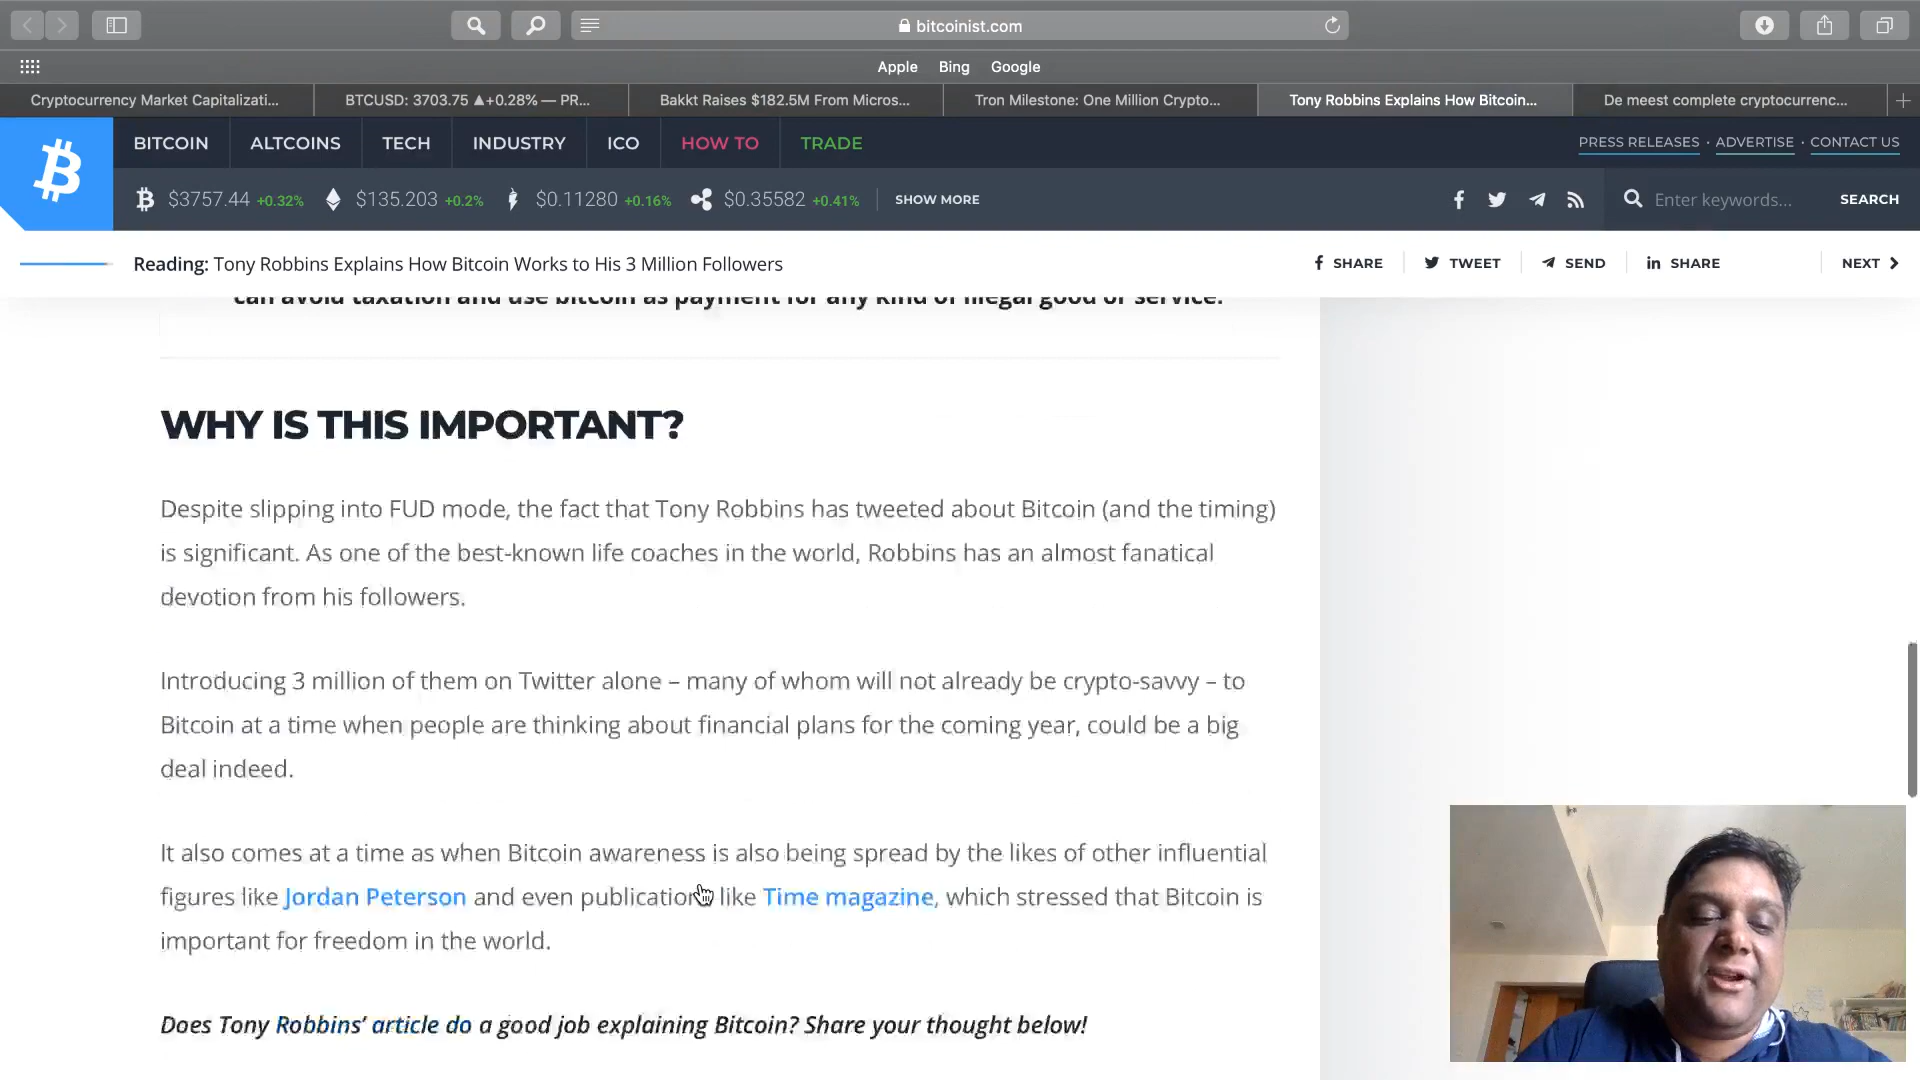 bitcoinist.com
Apple Bing Google
Cryptocurrency Market Capitalizati...
BTCUSD: 3703.75 ▲+0.28% — PR...
Bakkt Raises $182.5M From Micros...
Tron Milestone: One Million Crypto...
Tony Robbins Explains How Bitcoin...
De meest complete cryptocurrenc...
BITCOIN ALTCOINS TECH INDUSTRY ICO HOW TO TRADE
PRESS RELEASES · ADVERTISE · CONTACT US
$3757.44 +0.32% $135.203 +0.2% $0.11280 +0.16% $0.35582 +0.41% SHOW MORE
Enter keywords... SEARCH
Reading: Tony Robbins Explains How Bitcoin Works to His 3 Million Followers
SHARE TWEET SEND SHARE NEXT
can avoid taxation and use bitcoin as payment for any kind of illegal good or service.
WHY IS THIS IMPORTANT?
Despite slipping into FUD mode, the fact that Tony Robbins has tweeted about Bitcoin (and the timing)
is significant. As one of the best-known life coaches in the world, Robbins has an almost fanatical
devotion from his followers.
Introducing 3 million of them on Twitter alone – many of whom will not already be crypto-savvy – to
Bitcoin at a time when people are thinking about financial plans for the coming year, could be a big
deal indeed.
It also comes at a time as when Bitcoin awareness is also being spread by the likes of other influential
figures like Jordan Peterson and even publications like Time magazine, which stressed that Bitcoin is
important for freedom in the world.
Does Tony Robbins' article do a good job explaining Bitcoin? Share your thought below!